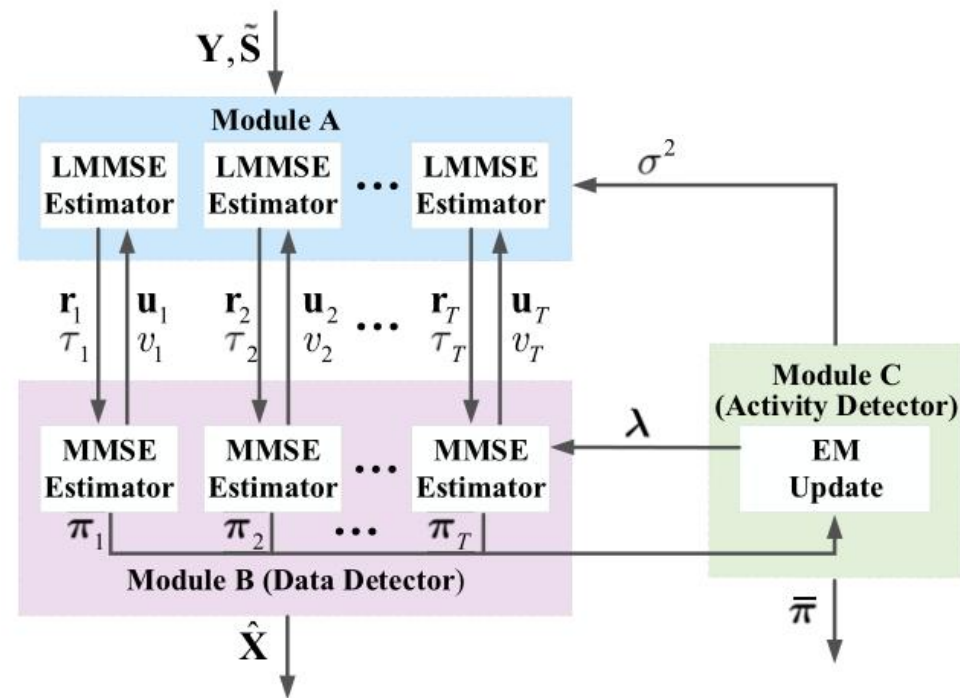 Y, S̃
Module A
LMMSE Estimator
LMMSE Estimator
...
LMMSE Estimator
σ²
r₁ τ₁
u₁ v₁
r₂ τ₂
u₂ v₂
...
r_T τ_T
u_T v_T
Module C
(Activity Detector)
λ
EM
Update
MMSE Estimator
MMSE Estimator
...
MMSE Estimator
π₁
π₂
...
π_T
Module B (Data Detector)
X̂
π̄